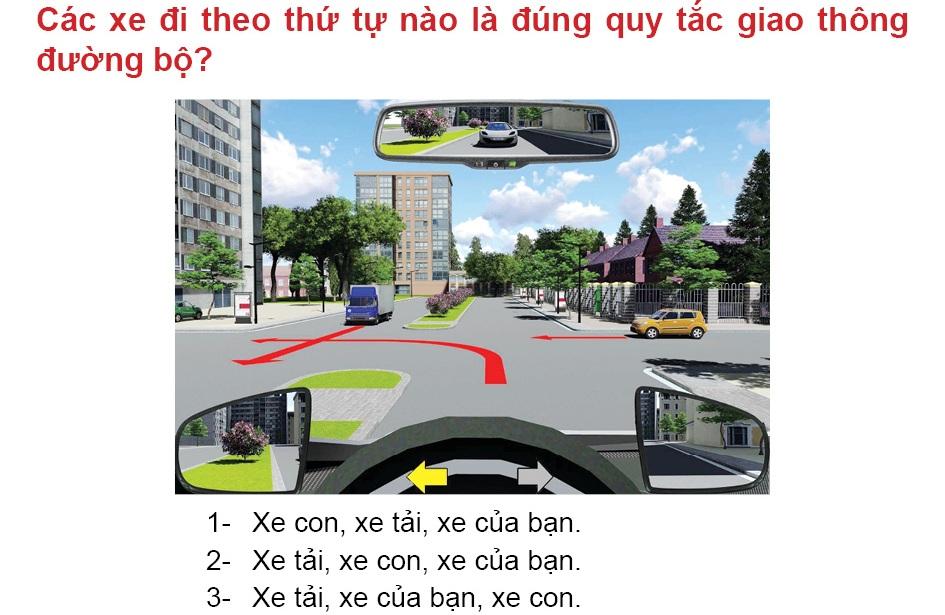 Các xe đi theo thứ tự nào là đúng quy tắc giao thông
đường bộ?
1- Xe con, xe tải, xe của bạn.
2- Xe tải, xe con, xe của bạn.
3- Xe tải, xe của bạn, xe con.